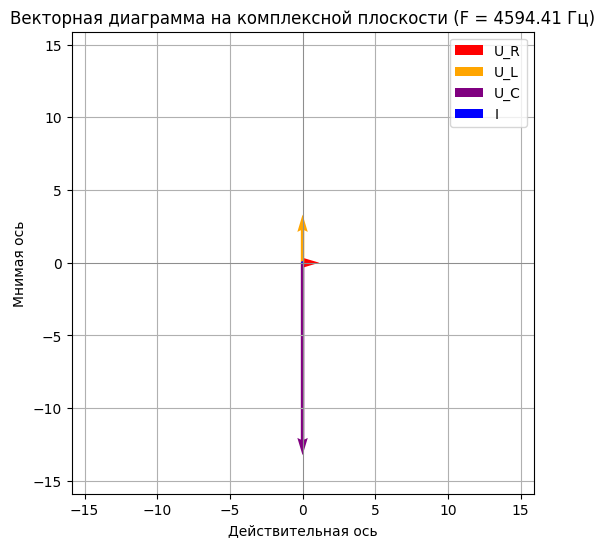 Векторная диаграмма на комплексной плоскости (F = 4594.41 Гц)
15
10
5
0
−5
−10
−15
Мнимая ось
U_R
U_L
U_C
I
−15 −10 −5 0 5 10 15
Действительная ось